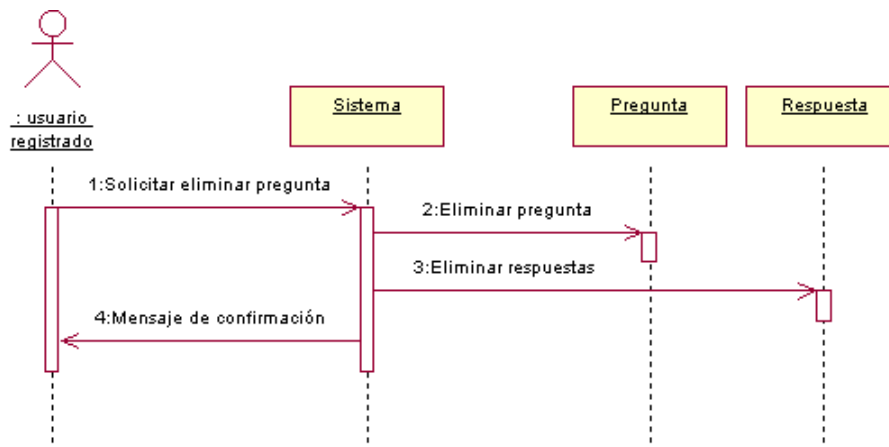 : usuario
registrado
Sistema
Pregunta
Respuesta
1:Solicitar eliminar pregunta
2:Eliminar pregunta
3:Eliminar respuestas
4:Mensaje de confirmación